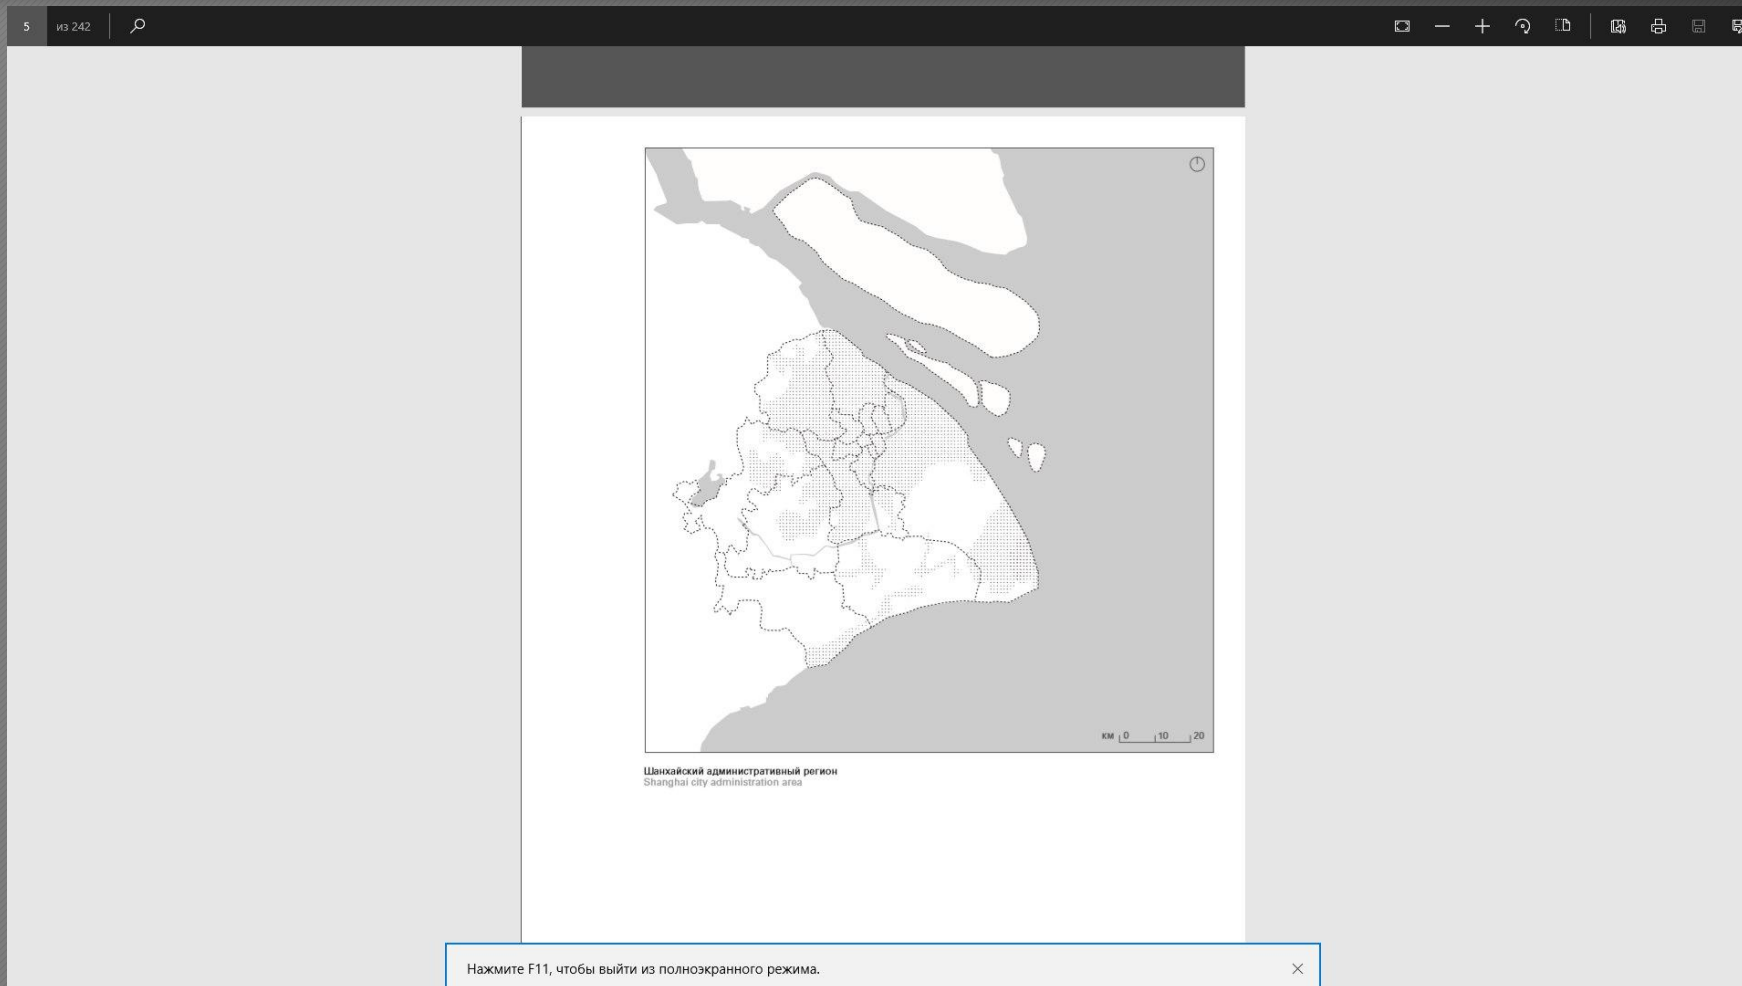 5 из 242
км 0 10 20
Шанхайский административный регион
Shanghai city administration area
Нажмите F11, чтобы выйти из полноэкранного режима.